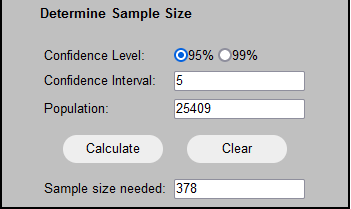 Determine Sample Size
Confidence Level: 95% 99%
Confidence Interval: 5
Population: 25409
Calculate Clear
Sample size needed: 378